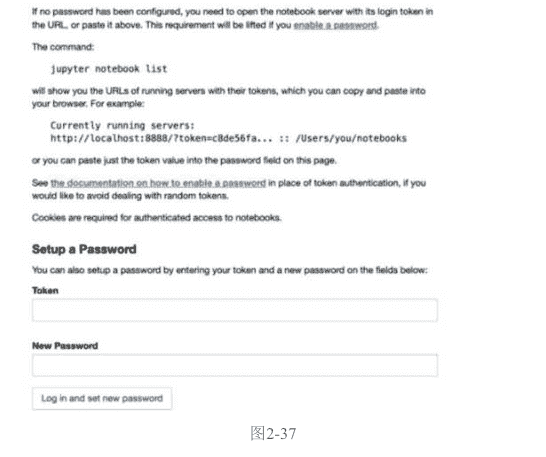 If no password has been configured, you need to open the notebook server with its login token in
the URL, or paste it above. This requirement will be lifted if you enable a password.
The command:
jupyter notebook list
will show you the URLs of running servers with their tokens, which you can copy and paste into
your browser. For example:
Currently running servers:
http://localhost:8888/?token=c8de56fa... :: /Users/you/notebooks
or you can paste just the token value into the password field on this page.
See the documentation on how to enable a password in place of token authentication, if you
would like to avoid dealing with random tokens.
Cookies are required for authenticated access to notebooks.
Setup a Password
You can also setup a password by entering your token and a new password on the fields below:
Token
New Password
Log in and set new password
图2-37